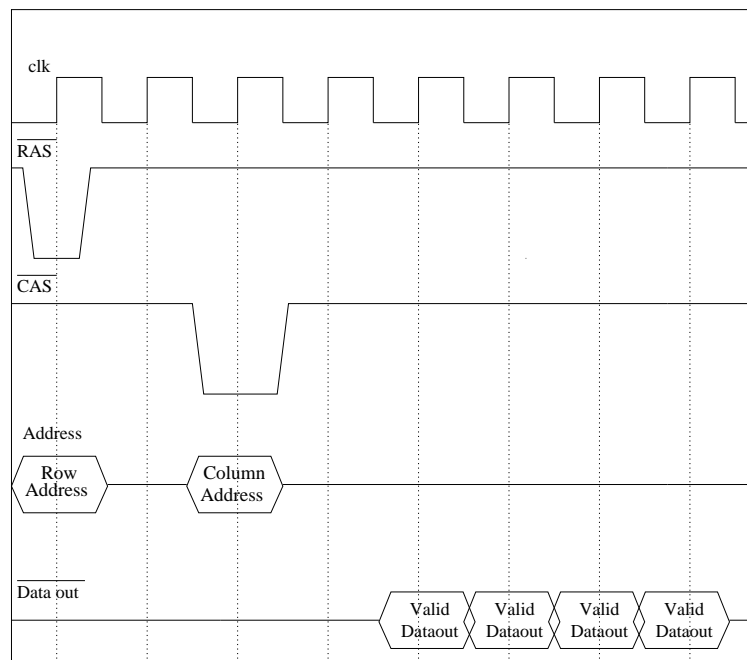 clk
RAS
CAS
Address
Row
Address
Column
Address
Data out
Valid
Dataout
Valid
Dataout
Valid
Dataout
Valid
Dataout